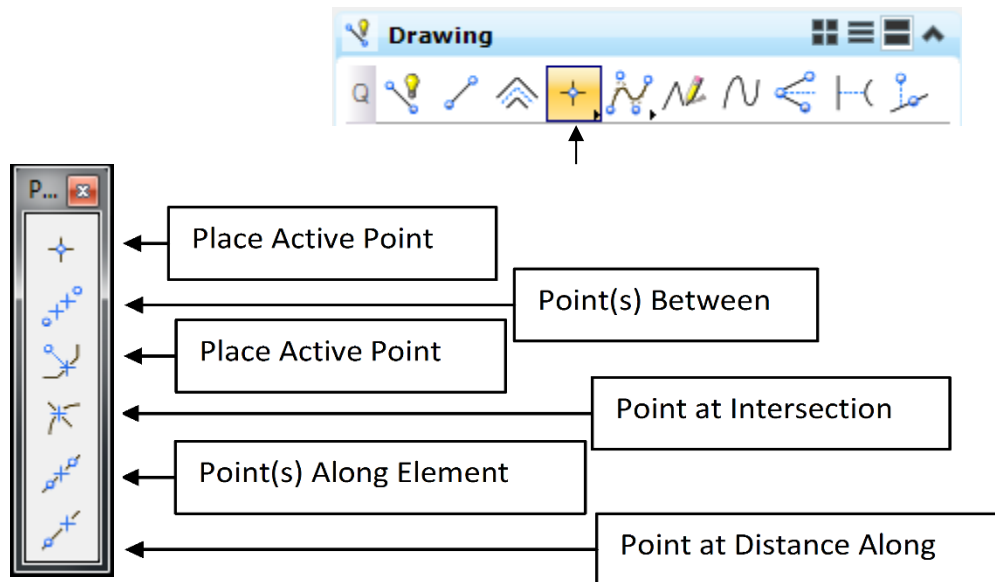 Drawing
Q
P...
Place Active Point
Point(s) Between
Place Active Point
Point at Intersection
Point(s) Along Element
Point at Distance Along